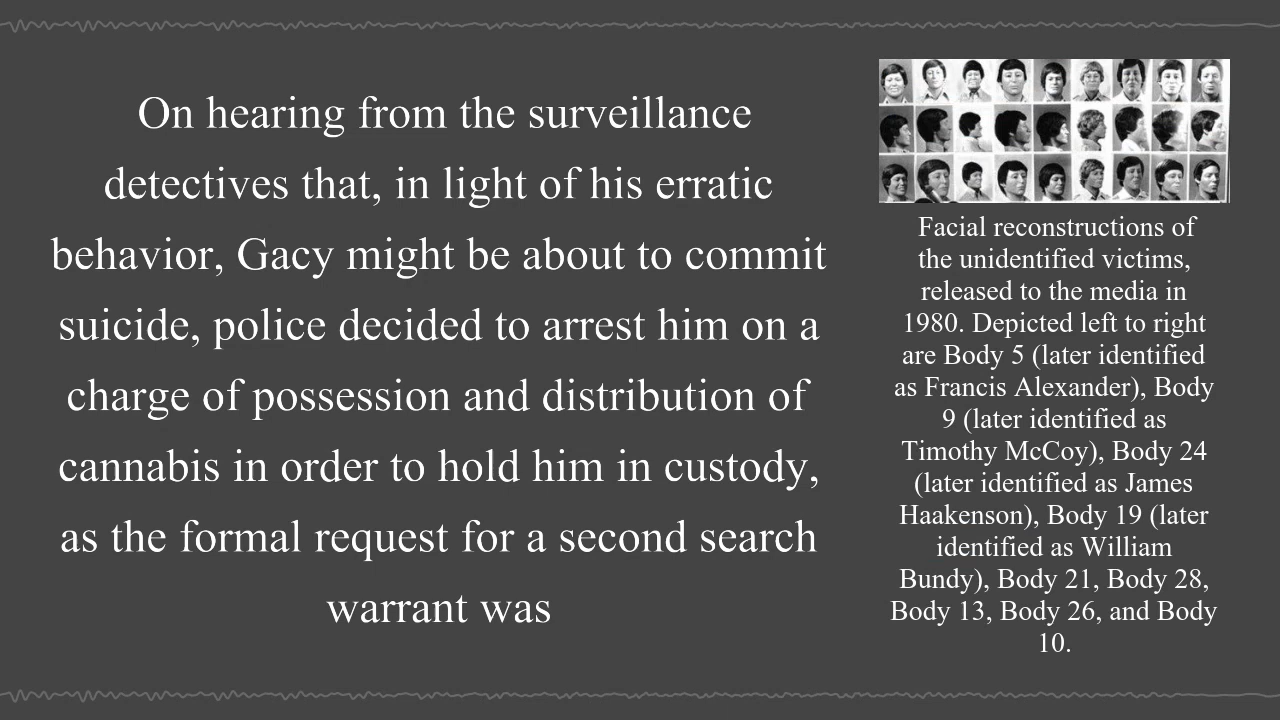 On hearing from the surveillance
detectives that, in light of his erratic
behavior, Gacy might be about to commit
suicide, police decided to arrest him on a
charge of possession and distribution of
cannabis in order to hold him in custody,
as the formal request for a second search
warrant was
Facial reconstructions of
the unidentified victims,
released to the media in
1980. Depicted left to right
are Body 5 (later identified
as Francis Alexander), Body
9 (later identified as
Timothy McCoy), Body 24
(later identified as James
Haakenson), Body 19 (later
identified as William
Bundy), Body 21, Body 28,
Body 13, Body 26, and Body
10.